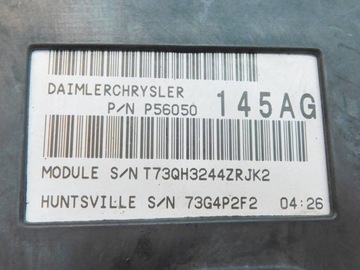 DAIMLERCHRYSLER
P/N P56050 145AG
MODULE S/N T73QH3244ZRJK2
HUNTSVILLE S/N 73G4P2F2 04:26